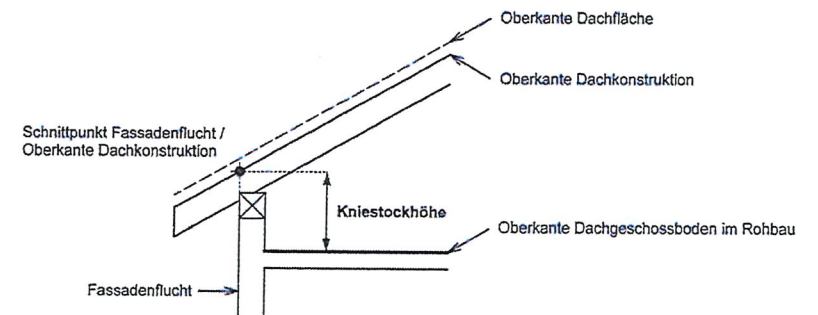 Oberkante Dachfläche
Oberkante Dachkonstruktion
Schnittpunkt Fassadenflucht /
Oberkante Dachkonstruktion
Kniestockhöhe
Oberkante Dachgeschossboden im Rohbau
Fassadenflucht